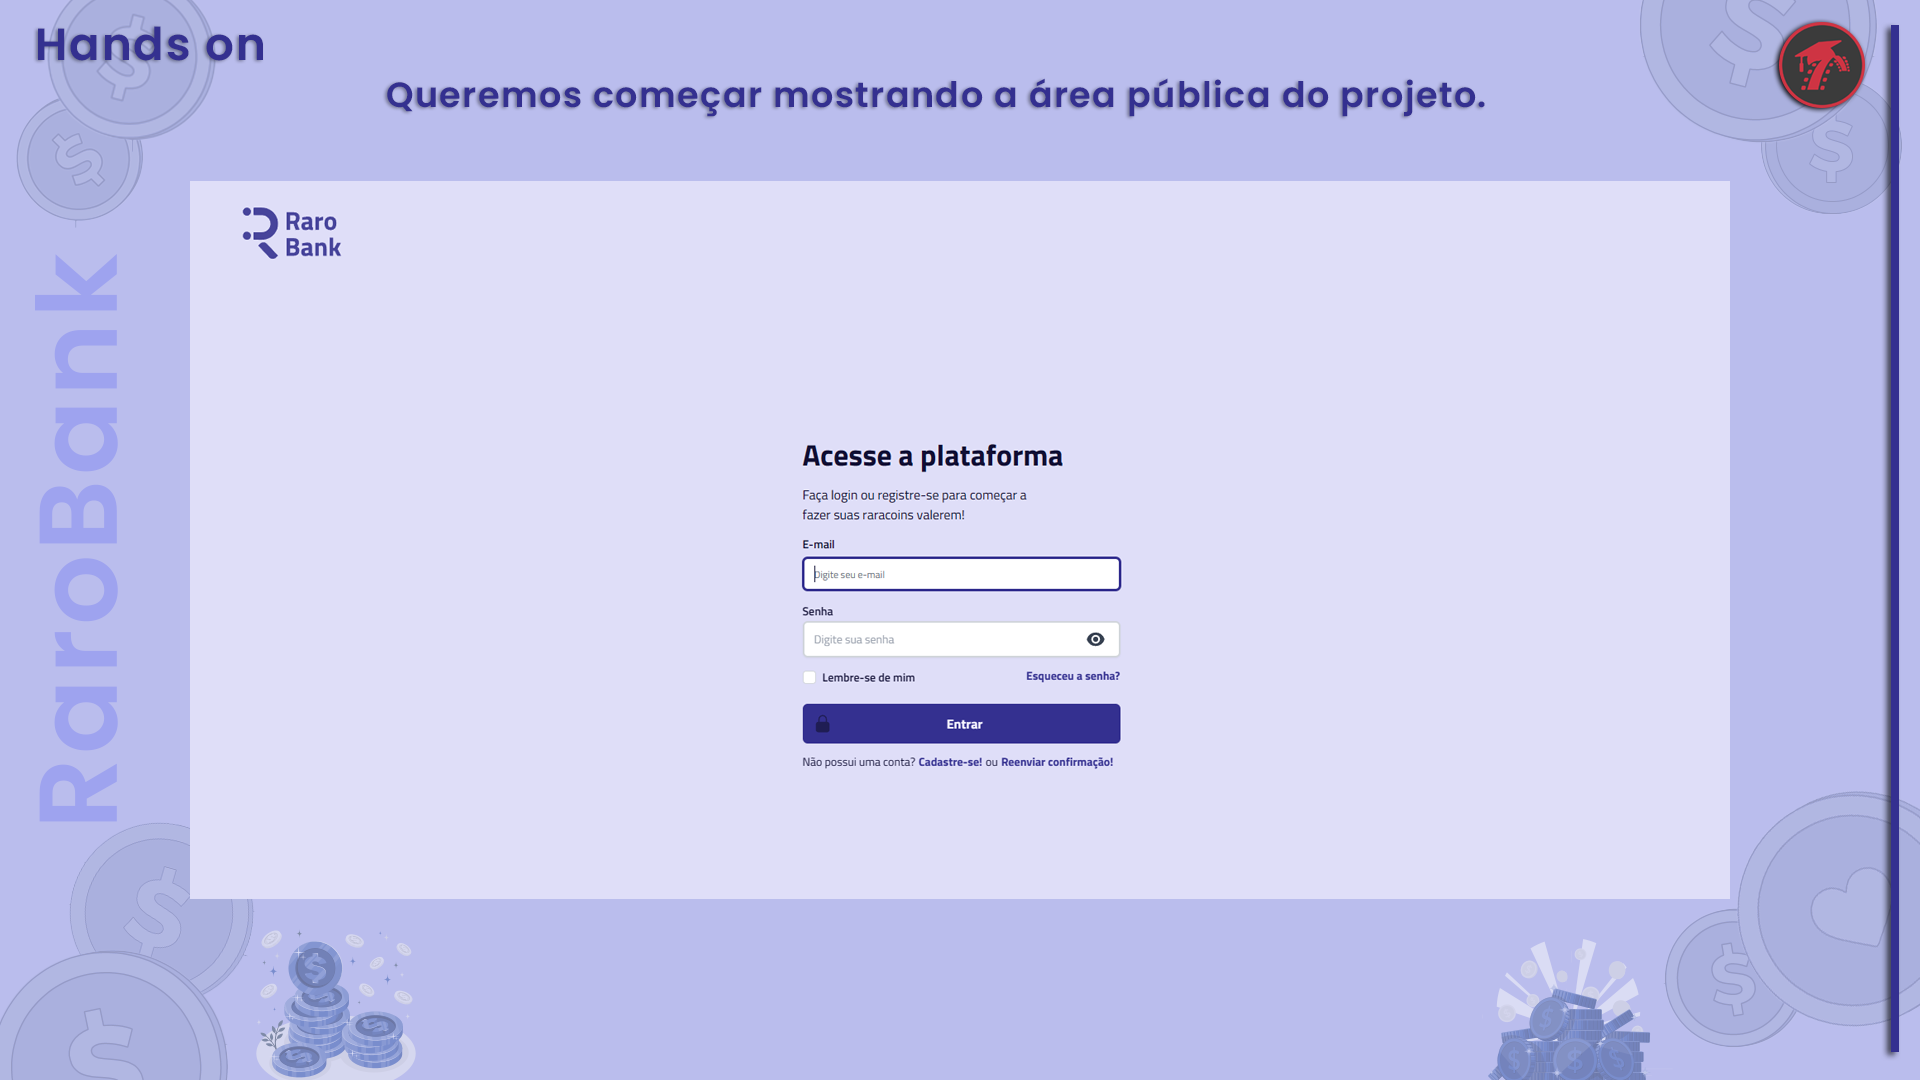 Hands on
Queremos começar mostrando a área pública do projeto.
RaroBank
Raro
Bank
Acesse a plataforma
Faça login ou registre-se para começar a
fazer suas raracoins valerem!
E-mail
Digite seu e-mail
Senha
Digite sua senha
Lembre-se de mim
Esqueceu a senha?
Entrar
Não possui uma conta? Cadastre-se! ou Reenviar confirmação!